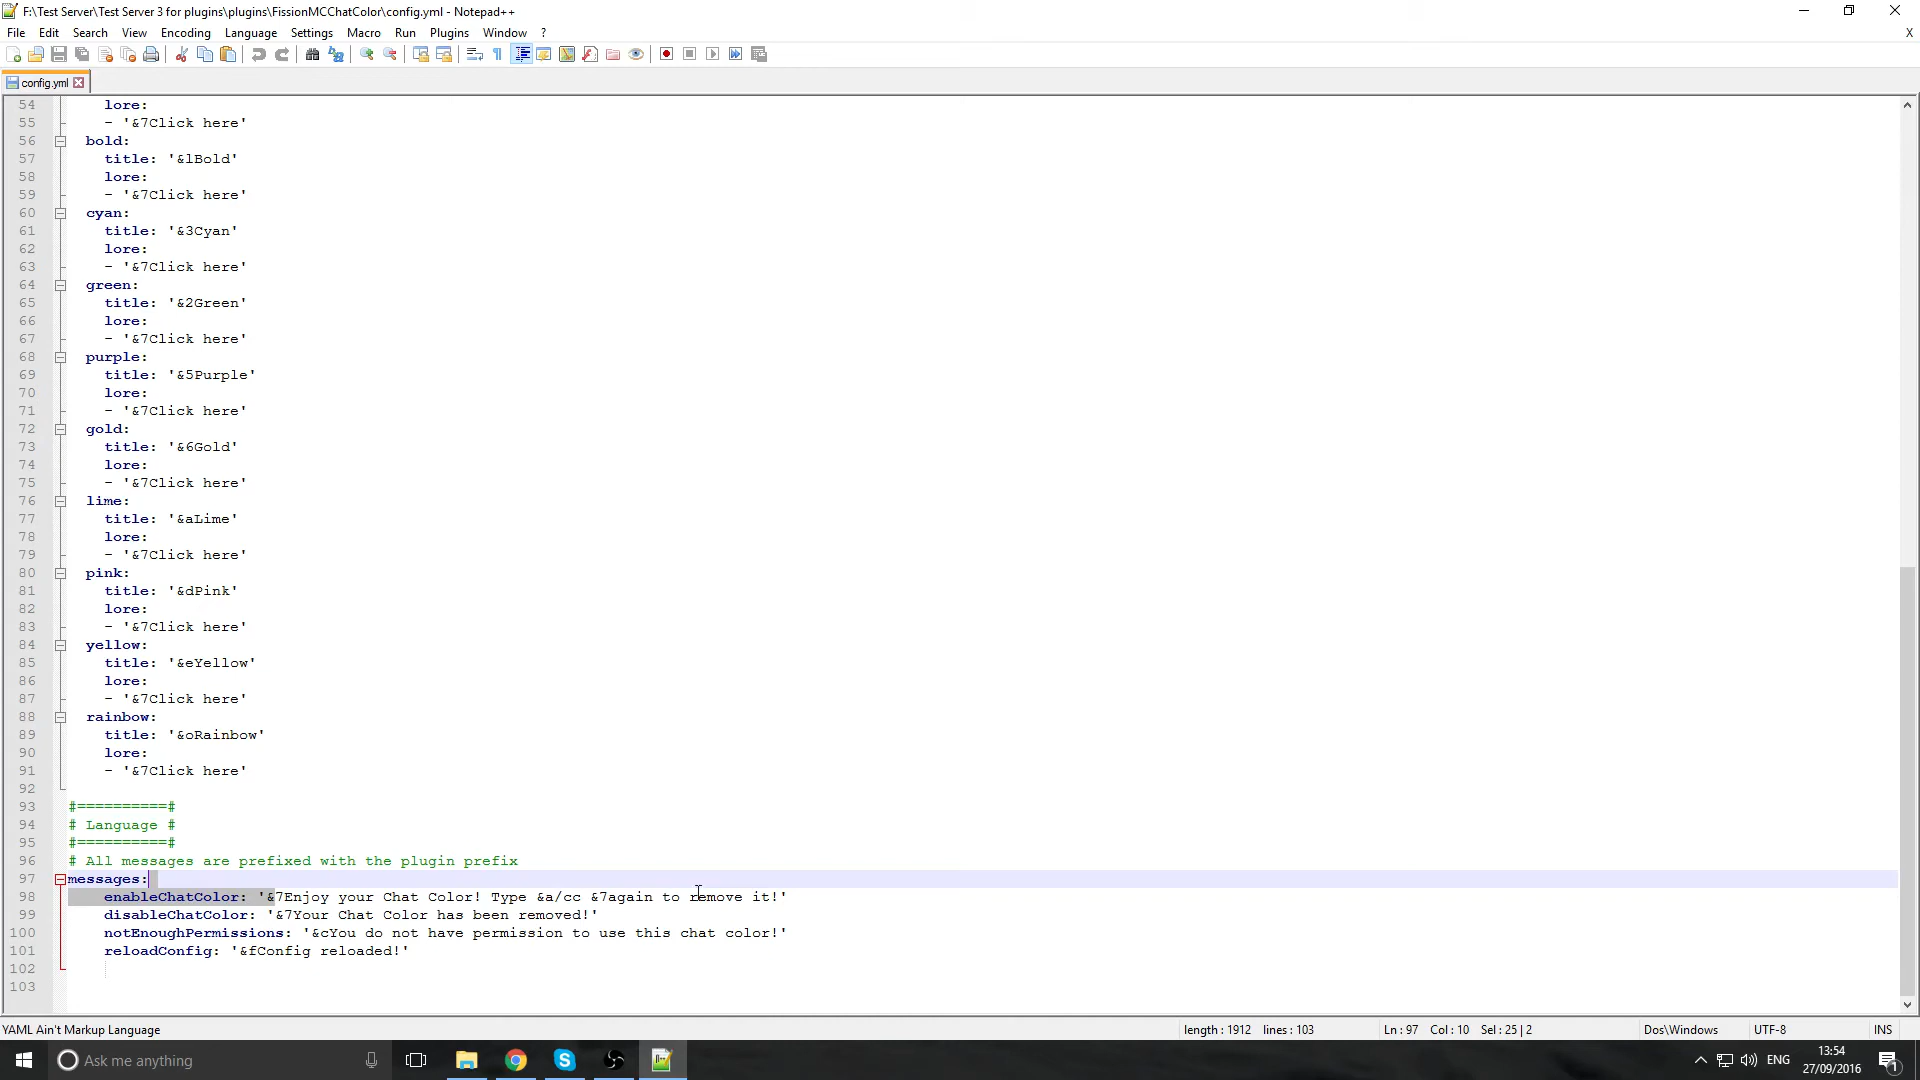 F:\Test Server\Test Server 3 for plugins\plugins\FissionMCChatColor\config.yml - Notepad++
File Edit Search View Encoding Language Settings Macro Run Plugins Window ? X
config.yml
54 lore:
55 - '&7Click here'
56 bold:
57 title: '&lBold'
58 lore:
59 - '&7Click here'
60 cyan:
61 title: '&3Cyan'
62 lore:
63 - '&7Click here'
64 green:
65 title: '&2Green'
66 lore:
67 - '&7Click here'
68 purple:
69 title: '&5Purple'
70 lore:
71 - '&7Click here'
72 gold:
73 title: '&6Gold'
74 lore:
75 - '&7Click here'
76 lime:
77 title: '&aLime'
78 lore:
79 - '&7Click here'
80 pink:
81 title: '&dPink'
82 lore:
83 - '&7Click here'
84 yellow:
85 title: '&eYellow'
86 lore:
87 - '&7Click here'
88 rainbow:
89 title: '&oRainbow'
90 lore:
91 - '&7Click here'
92
93 #==========#
94 # Language #
95 #==========#
96 # All messages are prefixed with the plugin prefix
97 messages:
98 enableChatColor: '&7Enjoy your Chat Color! Type &a/cc &7again to remove it!'
99 disableChatColor: '&7Your Chat Color has been removed!'
100 notEnoughPermissions: '&cYou do not have permission to use this chat color!'
101 reloadConfig: '&fConfig reloaded!'
102
103
YAML Ain't Markup Language length : 1912 lines : 103 Ln : 97 Col : 10 Sel : 25 | 2 Dos\Windows UTF-8 INS
Ask me anything ENG 13:54
27/09/2016 1